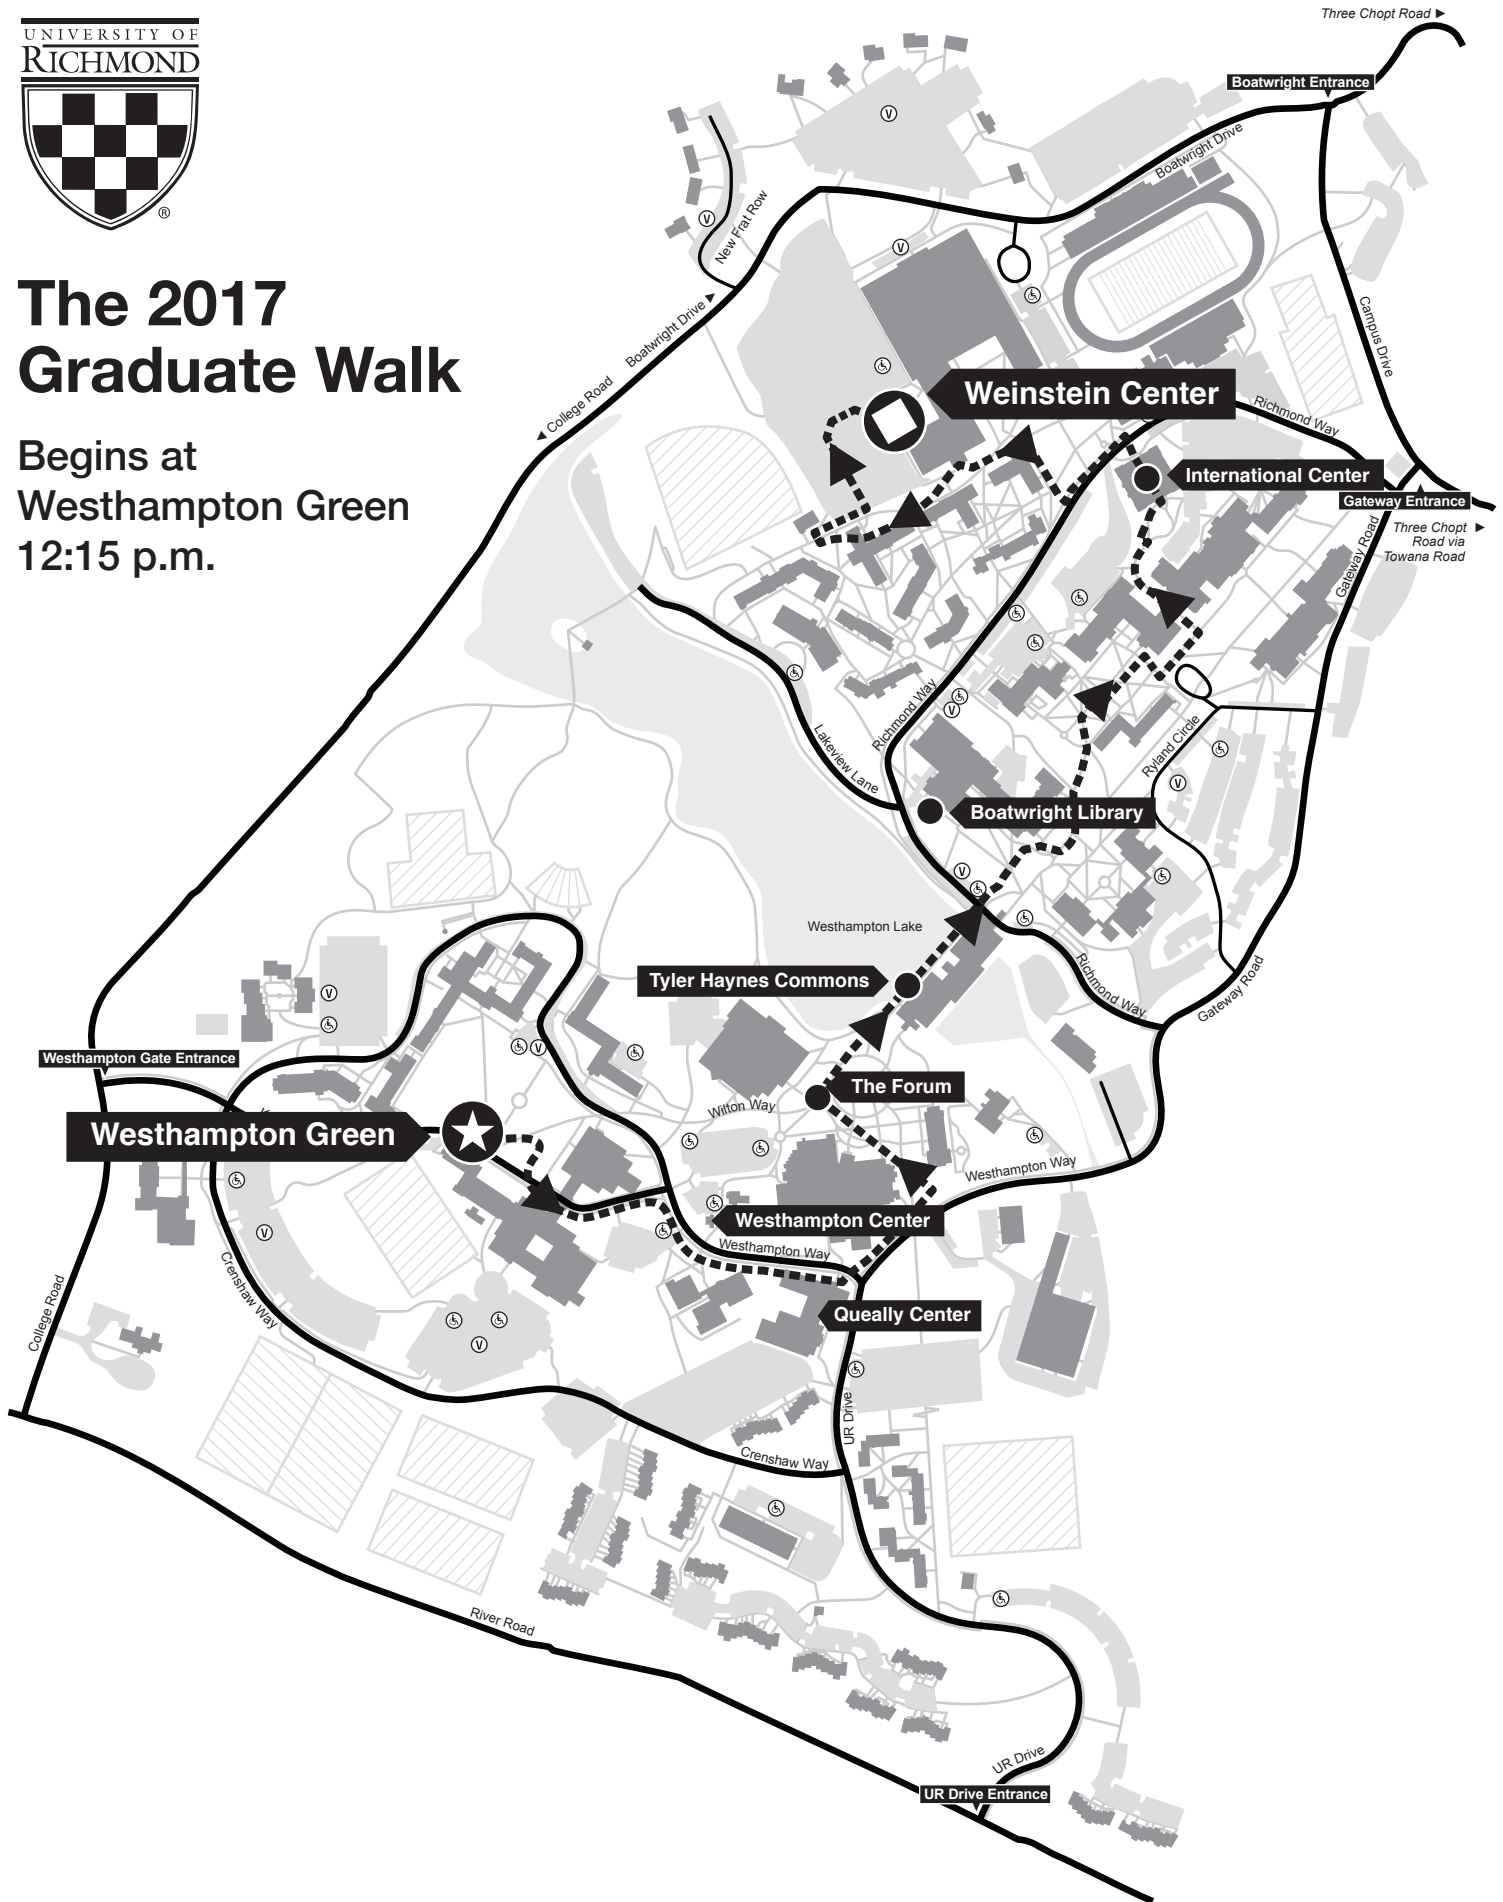 UNIVERSITY OF
RICHMOND
®
The 2017
Graduate Walk
Begins at
Westhampton Green
12:15 p.m.
Three Chopt Road ►
Boatwright Entrance
Boatwright Drive
V
V
New Frat Row
V
Boatwright Drive ►
◄ College Road
Campus Drive
Weinstein Center
Richmond Way
International Center
Gateway Entrance
Three Chopt ►
Road via
Towana Road
Gateway Road
Richmond Way
V
Lakeview Lane
Ryland Circle
V
Boatwright Library
V
Westhampton Lake
Tyler Haynes Commons
Richmond Way
Gateway Road
V
V
Westhampton Gate Entrance
The Forum
Wilton Way
Westhampton Green
Westhampton Way
Westhampton Center
V
Westhampton Way
Crenshaw Way
College Road
Queally Center
V
UR Drive
Crenshaw Way
River Road
UR Drive
UR Drive Entrance